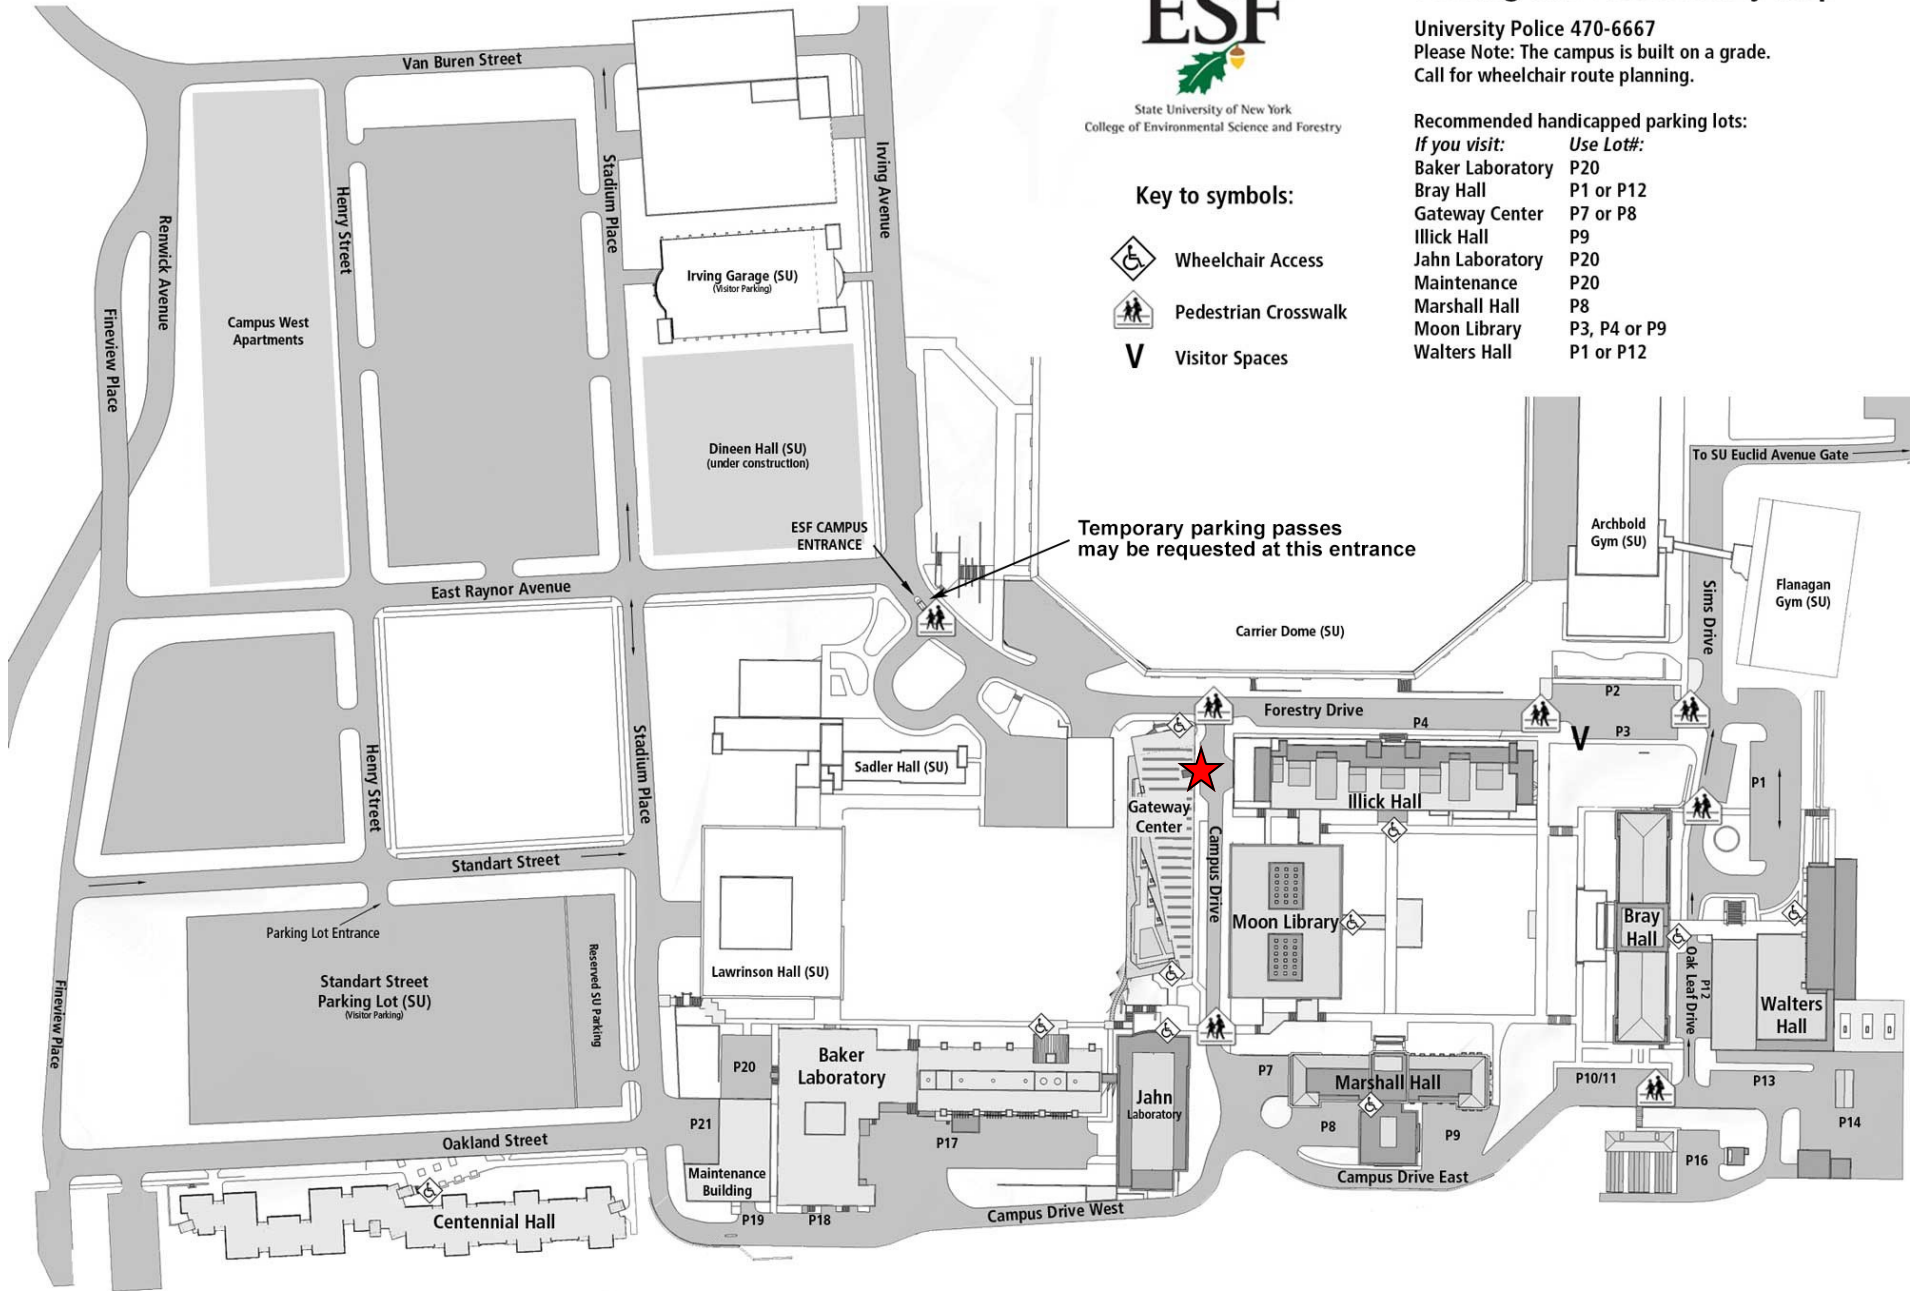 ESF
State University of New York
College of Environmental Science and Forestry
University Police 470-6667
Please Note: The campus is built on a grade.
Call for wheelchair route planning.
Recommended handicapped parking lots:
If you visit: Use Lot#:
Baker Laboratory P20
Bray Hall P1 or P12
Gateway Center P7 or P8
Illick Hall P9
Jahn Laboratory P20
Maintenance P20
Marshall Hall P8
Moon Library P3, P4 or P9
Walters Hall P1 or P12
Key to symbols:
Wheelchair Access
Pedestrian Crosswalk
V Visitor Spaces
Van Buren Street
Irving Avenue
Stadium Place
Henry Street
Renwick Avenue
Fineview Place
Irving Garage (SU)
(Visitor Parking)
Campus West
Apartments
Dineen Hall (SU)
(under construction)
To SU Euclid Avenue Gate
ESF CAMPUS
ENTRANCE
Temporary parking passes
may be requested at this entrance
Archbold
Gym (SU)
Flanagan
Gym (SU)
Sims Drive
East Raynor Avenue
Carrier Dome (SU)
P2
Forestry Drive
P4
P3
V
P1
Henry Street
Stadium Place
Sadler Hall (SU)
Gateway
Center
Illick Hall
Campus Drive
Standart Street
Parking Lot Entrance
Moon Library
Bray
Hall
Lawrinson Hall (SU)
Standart Street
Parking Lot (SU)
(Visitor Parking)
Reserved SU Parking
P12
Oak Leaf Drive
Walters
Hall
Fineview Place
P20
Baker
Laboratory
P7
Marshall Hall
P10/11
P13
Jahn
Laboratory
P21
P17
P8
P9
P14
Oakland Street
P16
Maintenance
Building
Campus Drive East
Centennial Hall
P19
P18
Campus Drive West